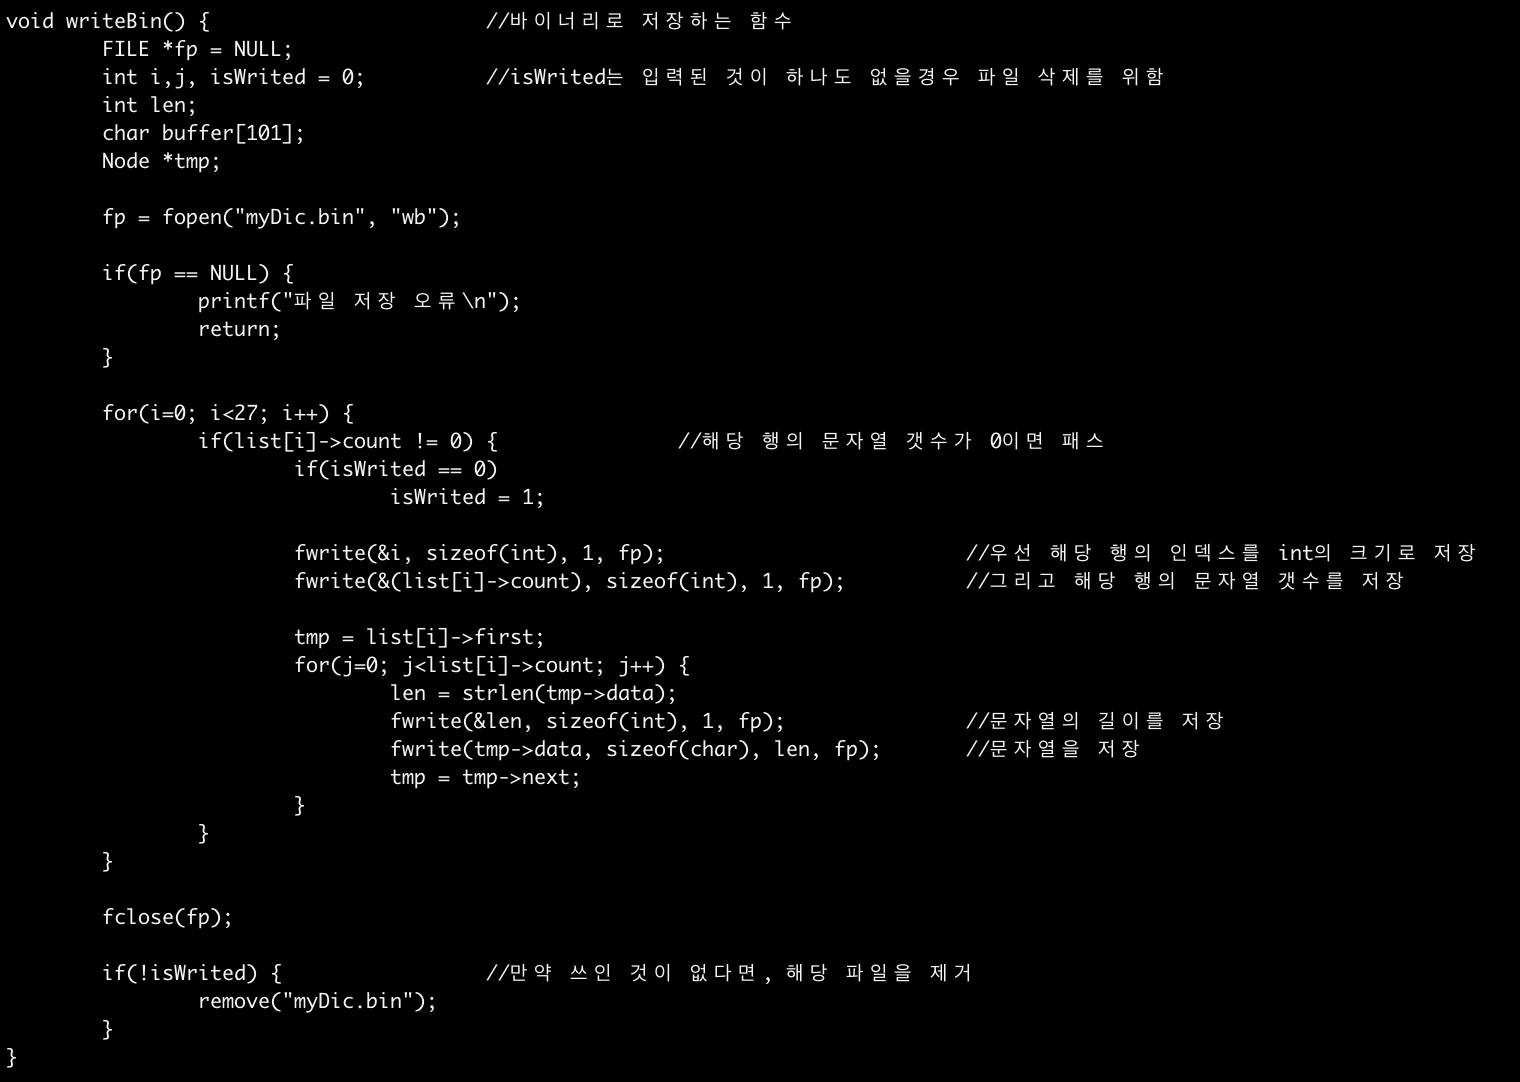 void writeBin() {                       //바이너리로 저장하는 함수
        FILE *fp = NULL;
        int i,j, isWrited = 0;          //isWrited는 입력된 것이 하나도 없을경우 파일 삭제를 위함
        int len;
        char buffer[101];
        Node *tmp;

        fp = fopen("myDic.bin", "wb");

        if(fp == NULL) {
                printf("파일 저장 오류\n");
                return;
        }

        for(i=0; i<27; i++) {
                if(list[i]->count != 0) {               //해당 행의 문자열 갯수가 0이면 패스
                        if(isWrited == 0)
                                isWrited = 1;

                        fwrite(&i, sizeof(int), 1, fp);                         //우선 해당 행의 인덱스를 int의 크기로 저장
                        fwrite(&(list[i]->count), sizeof(int), 1, fp);          //그리고 해당 행의 문자열 갯수를 저장

                        tmp = list[i]->first;
                        for(j=0; j<list[i]->count; j++) {
                                len = strlen(tmp->data);
                                fwrite(&len, sizeof(int), 1, fp);               //문자열의 길이를 저장
                                fwrite(tmp->data, sizeof(char), len, fp);       //문자열을 저장
                                tmp = tmp->next;
                        }
                }
        }

        fclose(fp);

        if(!isWrited) {                 //만약 쓰인 것이 없다면, 해당 파일을 제거
                remove("myDic.bin");
        }
}